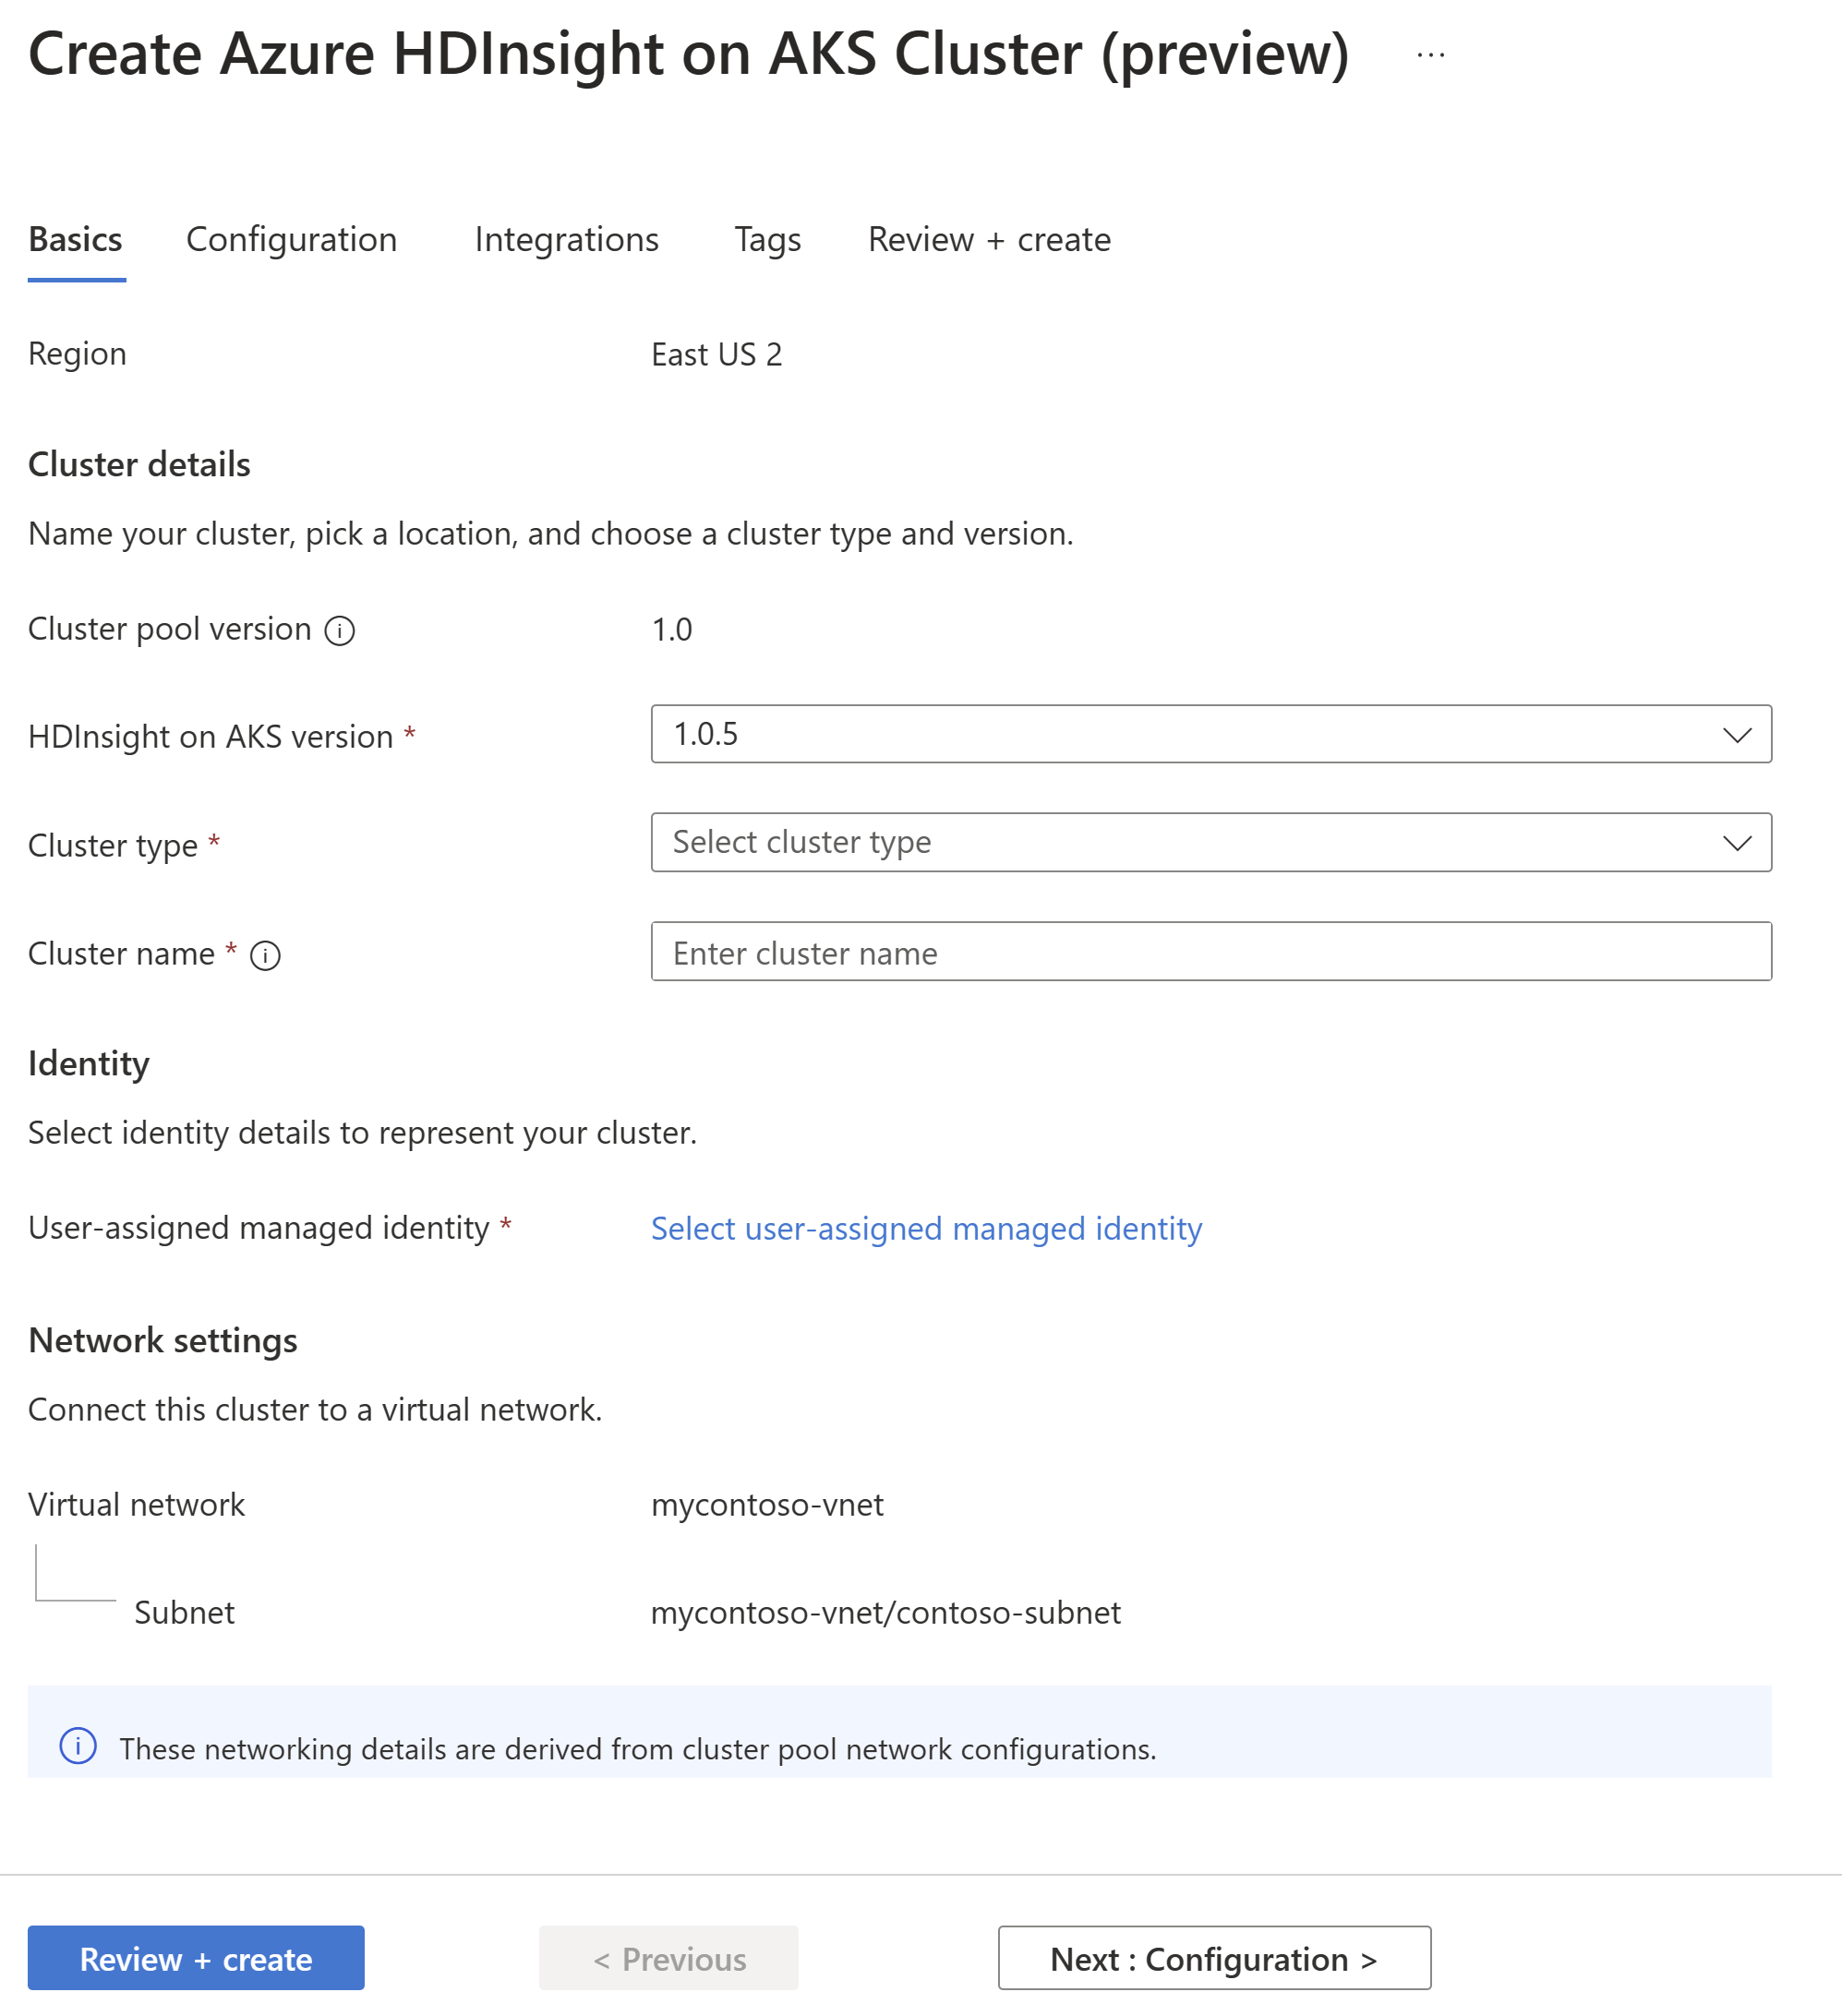 Create Azure HDInsight on AKS Cluster (preview) ...
Basics Configuration Integrations Tags Review + create
Region East US 2
Cluster details
Name your cluster, pick a location, and choose a cluster type and version.
Cluster pool version 1.0
HDInsight on AKS version * 1.0.5
Cluster type * Select cluster type
Cluster name * Enter cluster name
Identity
Select identity details to represent your cluster.
User-assigned managed identity * Select user-assigned managed identity
Network settings
Connect this cluster to a virtual network.
Virtual network mycontoso-vnet
Subnet mycontoso-vnet/contoso-subnet
These networking details are derived from cluster pool network configurations.
Review + create < Previous Next : Configuration >